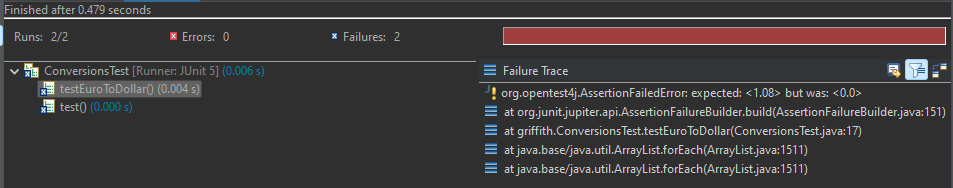 Finished after 0.479 seconds
Runs: 2/2 Errors: 0 Failures: 2
ConversionsTest [Runner: JUnit 5] (0.006 s)
testEuroToDollar() (0.004 s)
test() (0.000 s)
Failure Trace
org.opentest4j.AssertionFailedError: expected: <1.08> but was: <0.0>
at org.junit.jupiter.api.AssertionFailureBuilder.build(AssertionFailureBuilder.java:151)
at griffith.ConversionsTest.testEuroToDollar(ConversionsTest.java:17)
at java.base/java.util.ArrayList.forEach(ArrayList.java:1511)
at java.base/java.util.ArrayList.forEach(ArrayList.java:1511)